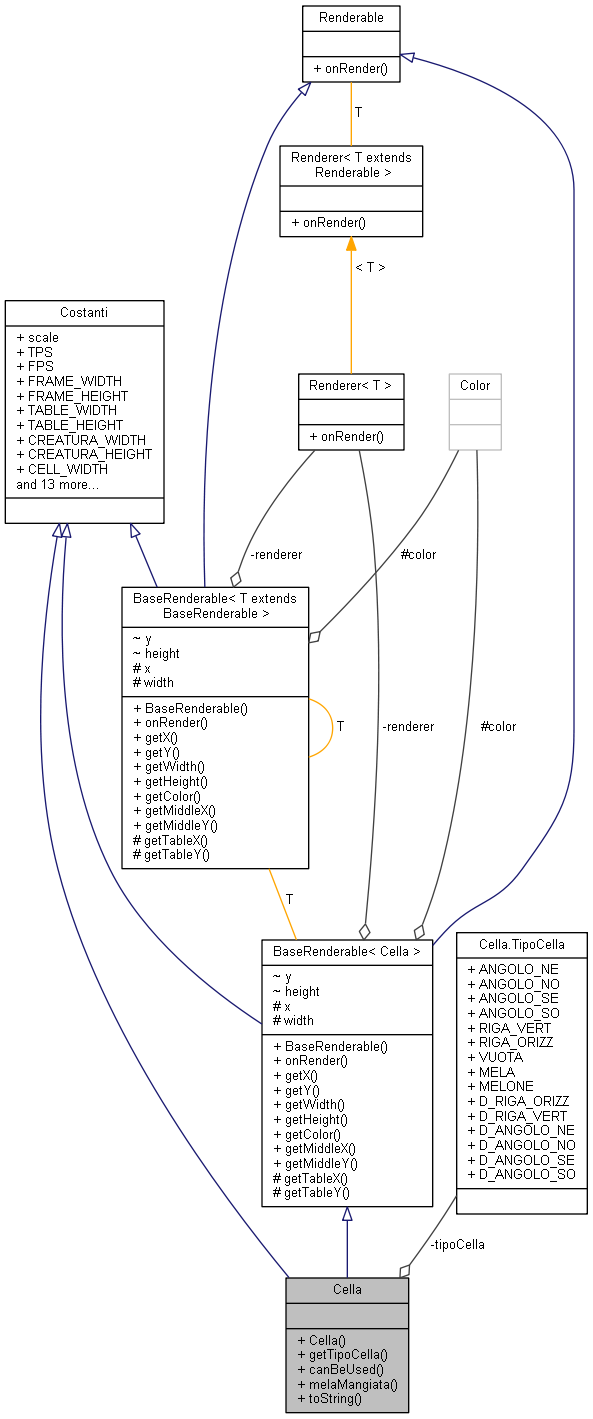 Renderable
+ onRender()
T
Renderer< T extends
Renderable >
+ onRender()
< T >
Costanti
+ scale
+ TPS
+ FPS
+ FRAME_WIDTH
+ FRAME_HEIGHT
+ TABLE_WIDTH
+ TABLE_HEIGHT
+ CREATURA_WIDTH
+ CREATURA_HEIGHT
+ CELL_WIDTH
and 13 more...
Renderer< T >
+ onRender()
Color
-renderer
#color
BaseRenderable< T extends
BaseRenderable >
~ y
~ height
# x
# width
+ BaseRenderable()
+ onRender()
+ getX()
+ getY()
+ getWidth()
+ getHeight()
+ getColor()
+ getMiddleX()
+ getMiddleY()
# getTableX()
# getTableY()
T
-renderer
#color
T
BaseRenderable< Cella >
~ y
~ height
# x
# width
+ BaseRenderable()
+ onRender()
+ getX()
+ getY()
+ getWidth()
+ getHeight()
+ getColor()
+ getMiddleX()
+ getMiddleY()
# getTableX()
# getTableY()
Cella.TipoCella
+ ANGOLO_NE
+ ANGOLO_NO
+ ANGOLO_SE
+ ANGOLO_SO
+ RIGA_VERT
+ RIGA_ORIZZ
+ VUOTA
+ MELA
+ MELONE
+ D_RIGA_ORIZZ
+ D_RIGA_VERT
+ D_ANGOLO_NE
+ D_ANGOLO_NO
+ D_ANGOLO_SE
+ D_ANGOLO_SO
-tipoCella
Cella
+ Cella()
+ getTipoCella()
+ canBeUsed()
+ melaMangiata()
+ toString()